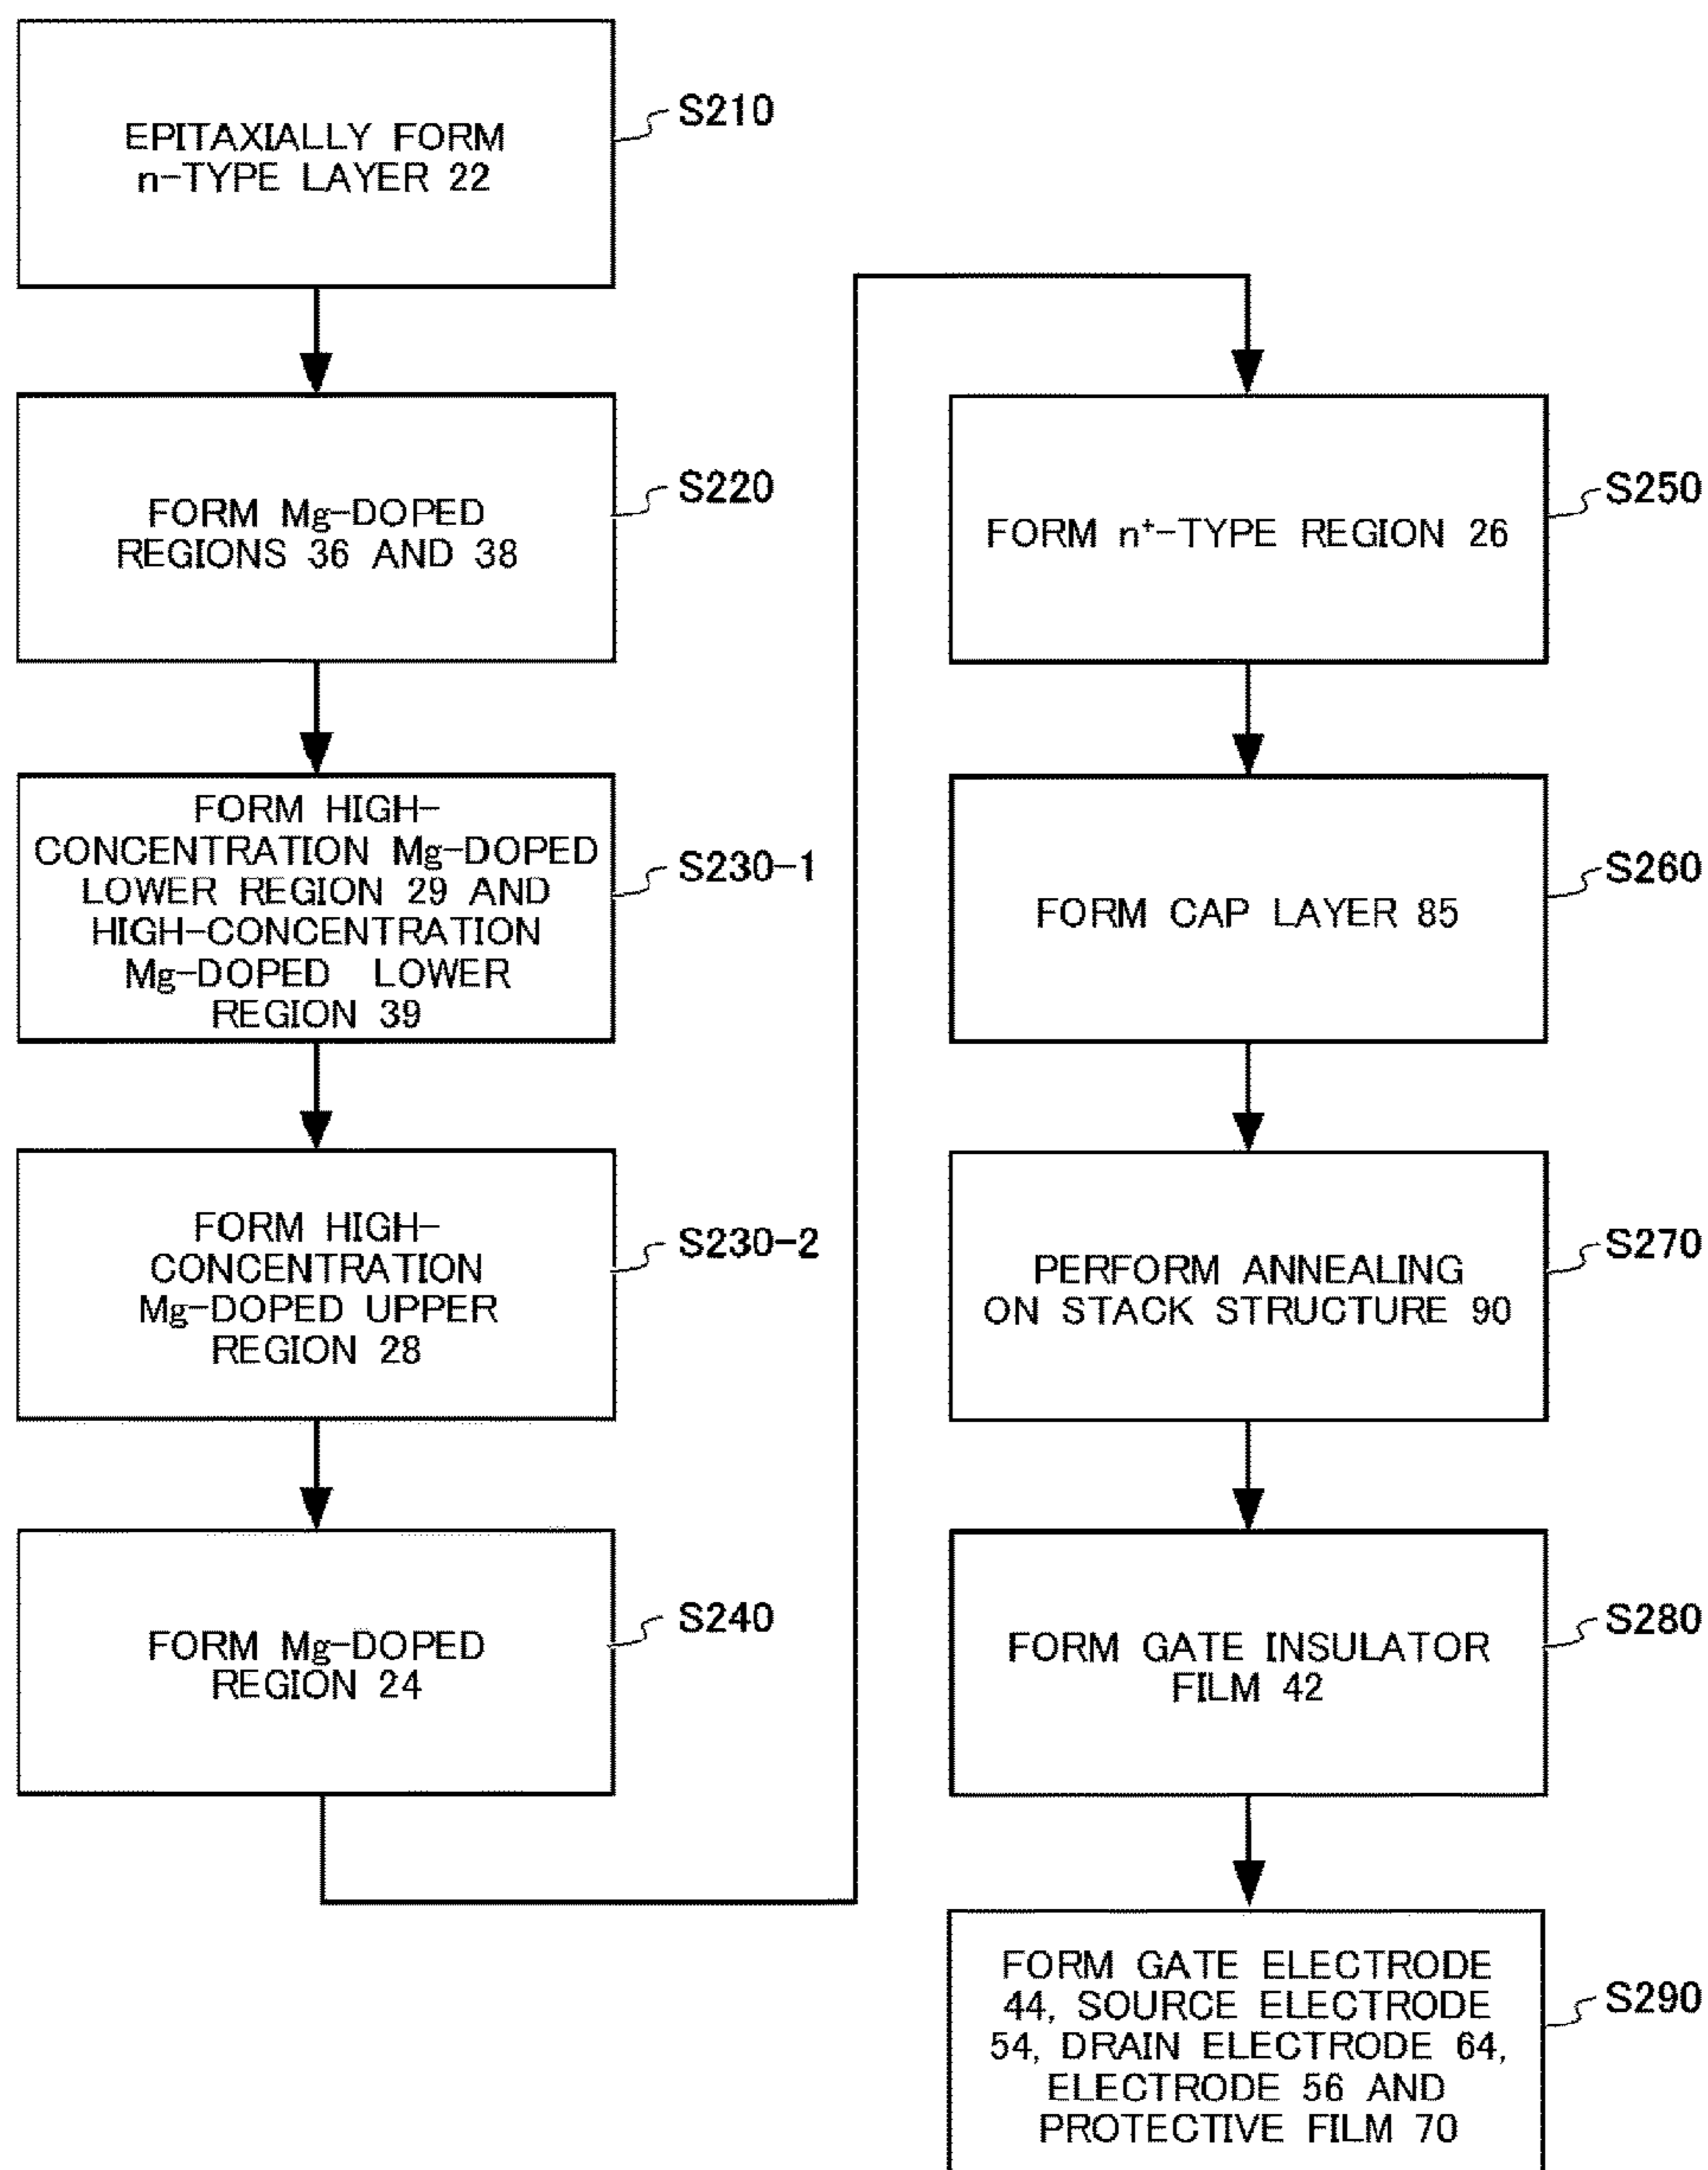 EPITAXIALLY FORM
n-TYPE LAYER 22
S210
FORM Mg-DOPED
REGIONS 36 AND 38
S220
FORM HIGH-
CONCENTRATION Mg-DOPED
LOWER REGION 29 AND
HIGH-CONCENTRATION
Mg-DOPED LOWER
REGION 39
S230-1
FORM HIGH-
CONCENTRATION
Mg-DOPED UPPER
REGION 28
S230-2
FORM Mg-DOPED
REGION 24
S240
FORM n⁺-TYPE REGION 26
S250
FORM CAP LAYER 85
S260
PERFORM ANNEALING
ON STACK STRUCTURE 90
S270
FORM GATE INSULATOR
FILM 42
S280
FORM GATE ELECTRODE
44, SOURCE ELECTRODE
54, DRAIN ELECTRODE 64,
ELECTRODE 56 AND
PROTECTIVE FILM 70
S290